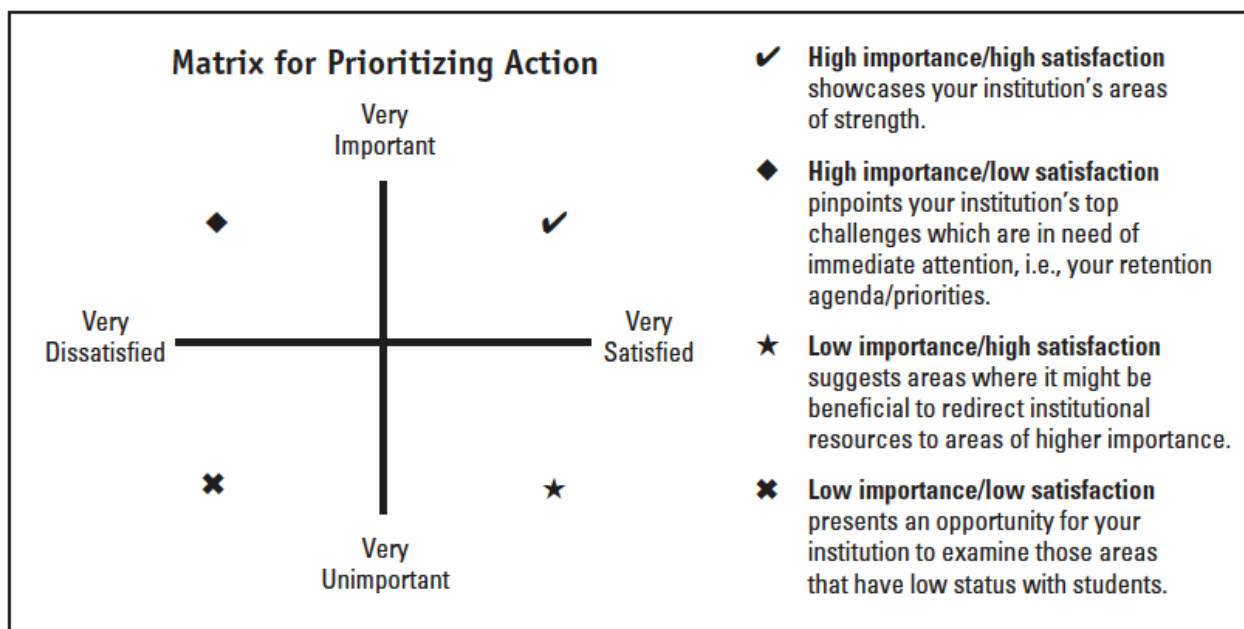 Matrix for Prioritizing Action
Very
Important
Very
Dissatisfied
Very
Satisfied
Very
Unimportant
✔ High importance/high satisfaction
showcases your institution’s areas
of strength.
◆ High importance/low satisfaction
pinpoints your institution’s top
challenges which are in need of
immediate attention, i.e., your retention
agenda/priorities.
★ Low importance/high satisfaction
suggests areas where it might be
beneficial to redirect institutional
resources to areas of higher importance.
✖ Low importance/low satisfaction
presents an opportunity for your
institution to examine those areas
that have low status with students.